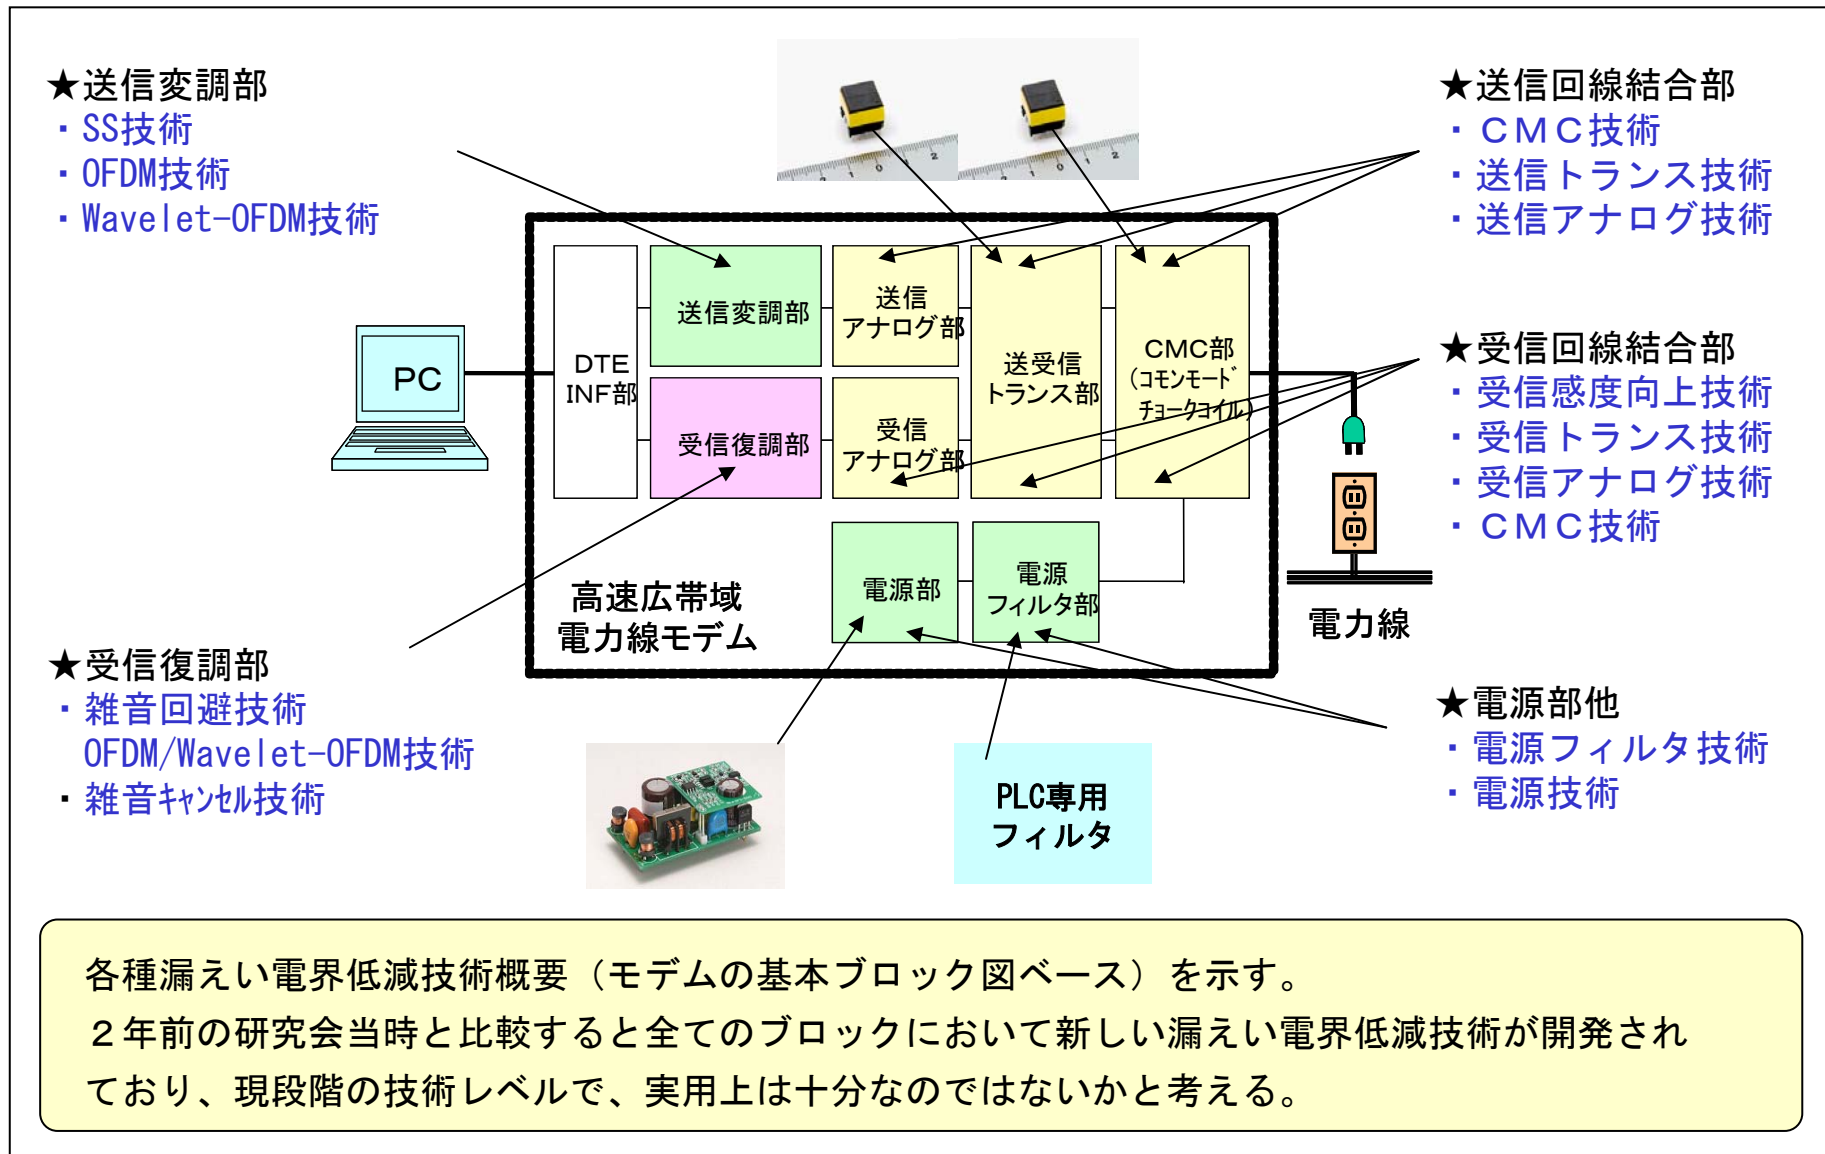 ★送信変調部
・SS技術
・OFDM技術
・Wavelet-OFDM技術
★送信回線結合部
・ＣＭＣ技術
・送信トランス技術
・送信アナログ技術
PC
DTE
INF部
送信変調部
送信
アナログ部
送受信
トランス部
CMC部
(コモンモード
チョークコイル)
受信復調部
受信
アナログ部
★受信回線結合部
・受信感度向上技術
・受信トランス技術
・受信アナログ技術
・ＣＭＣ技術
電源部
電源
フィルタ部
高速広帯域
電力線モデム
電力線
★受信復調部
・雑音回避技術
OFDM/Wavelet-OFDM技術
・雑音ｷｬﾝｾﾙ技術
PLC専用
フィルタ
★電源部他
・電源フィルタ技術
・電源技術
各種漏えい電界低減技術概要（モデムの基本ブロック図ベース）を示す。
２年前の研究会当時と比較すると全てのブロックにおいて新しい漏えい電界低減技術が開発され
ており、現段階の技術レベルで、実用上は十分なのではないかと考える。